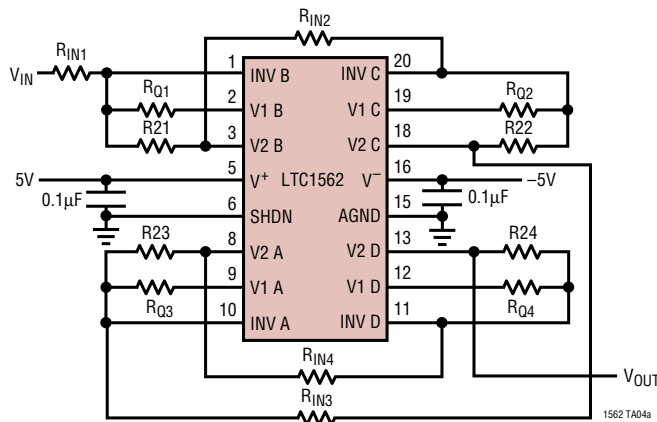 RIN2
RIN1
VIN
1 INV B INV C 20
RQ1 2 V1 B V1 C 19 RQ2
R21 3 V2 B V2 C 18 R22
5V 5 V+ LTC1562 V− 16 –5V
0.1µF 6 SHDN AGND 15 0.1µF
R23 8 V2 A V2 D 13 R24
RQ3 9 V1 A V1 D 12 RQ4
10 INV A INV D 11
RIN4
VOUT
RIN3
1562 TA04a